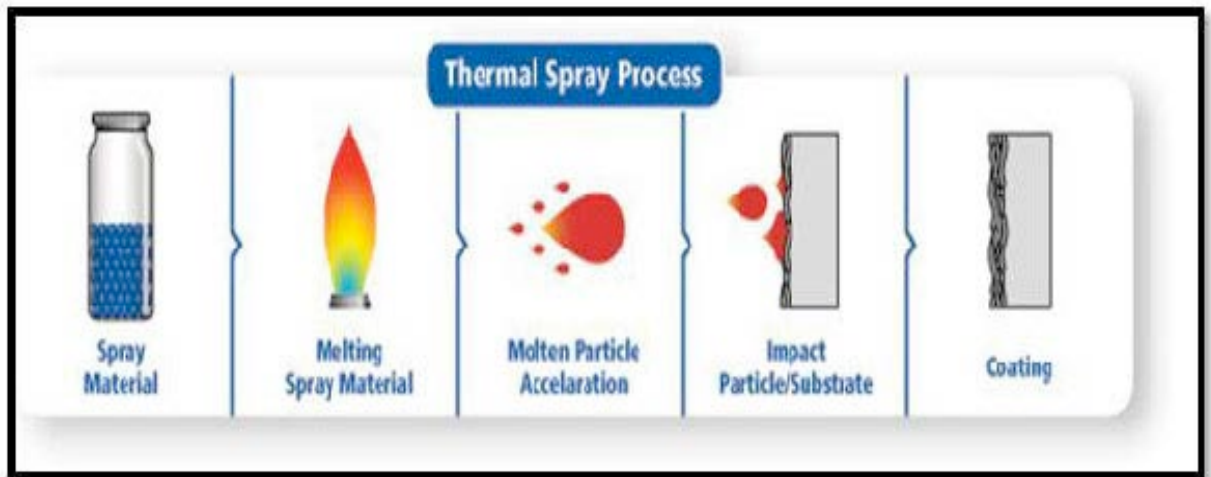 Thermal Spray Process
Spray
Material
Melting
Spray Material
Molten Particle
Accelaration
Impact
Particle/Substrate
Coating